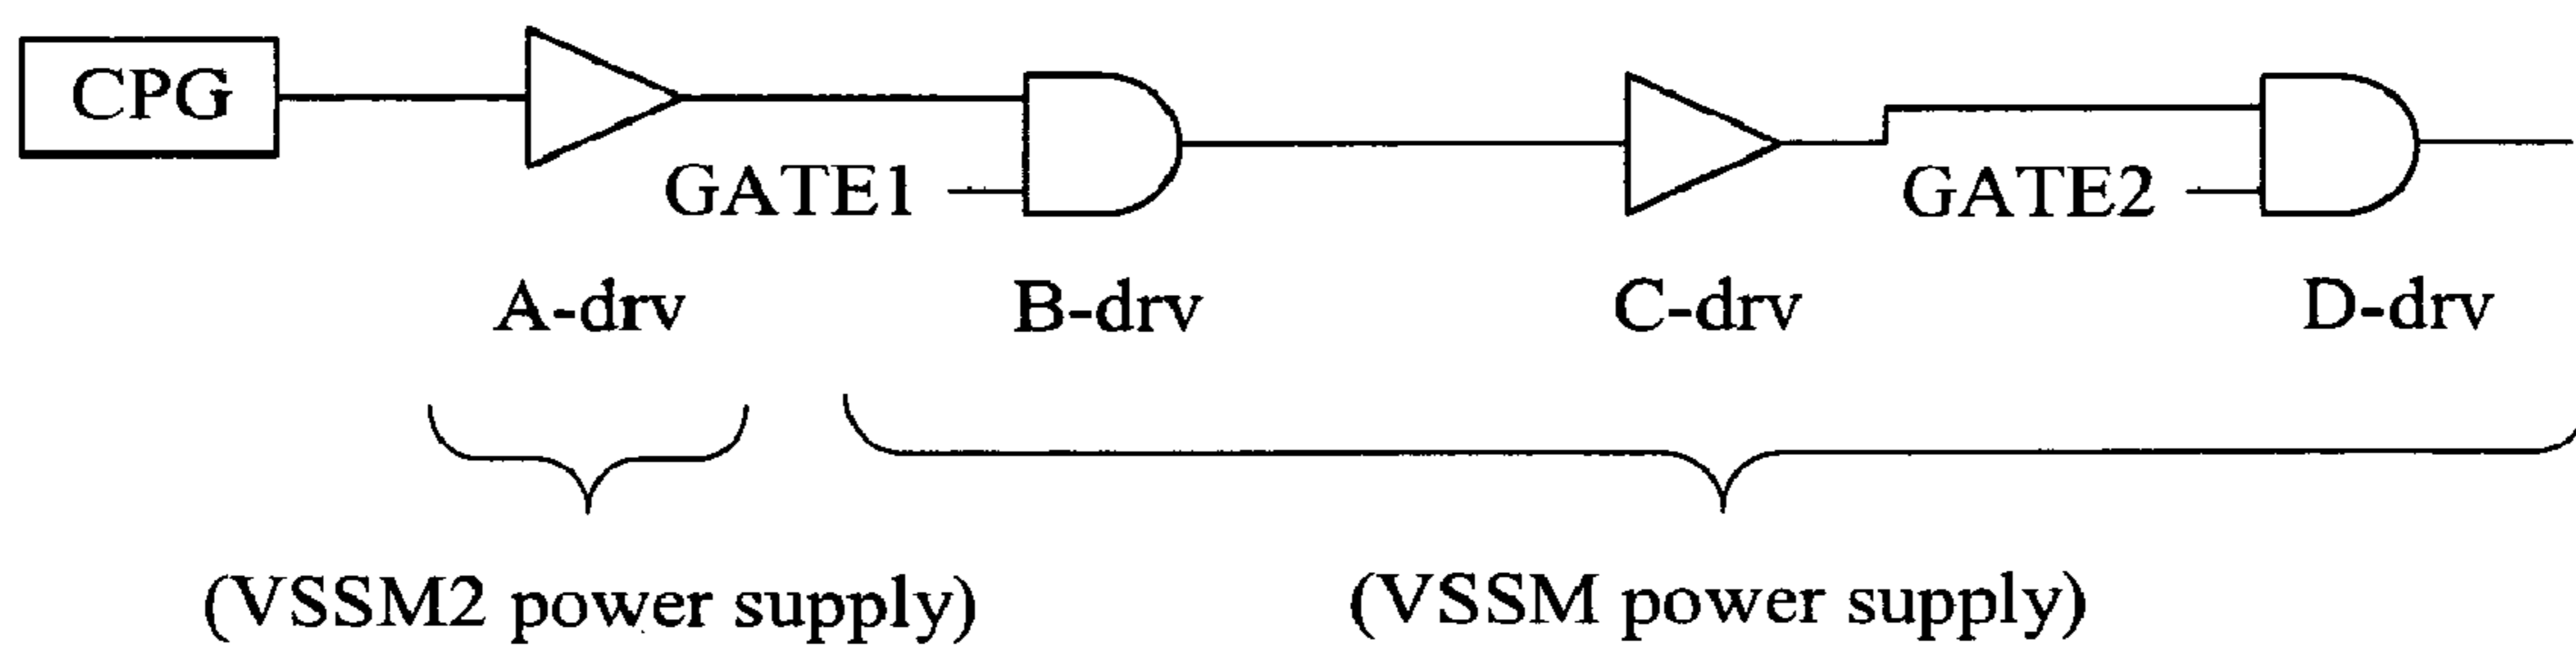 CPG
GATE1
GATE2
A-drv
B-drv
C-drv
D-drv
(VSSM2 power supply)
(VSSM power supply)